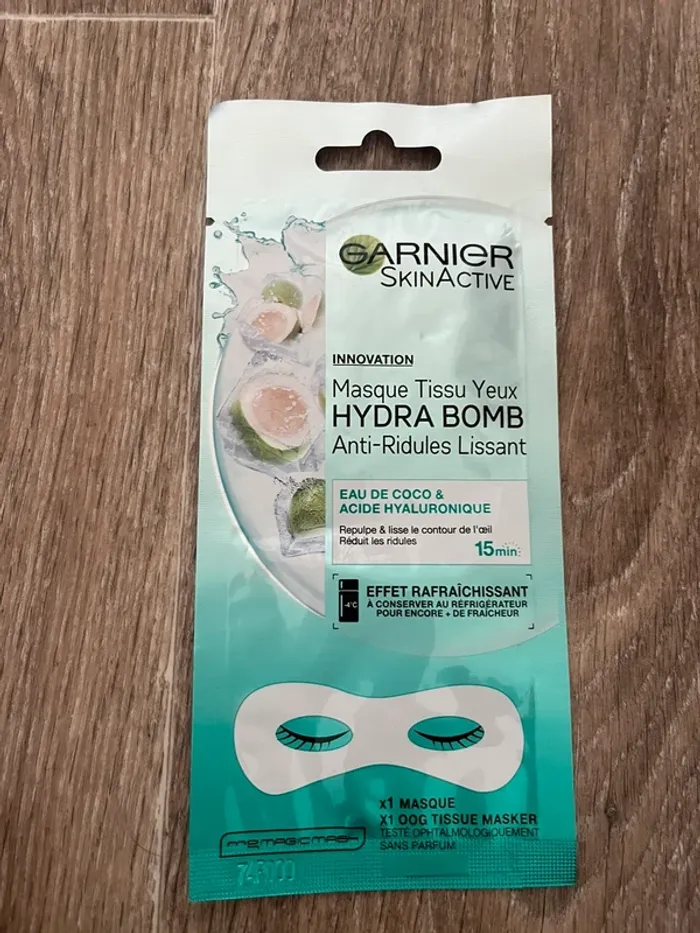 GARNIER
SKINACTIVE
INNOVATION
Masque Tissu Yeux
HYDRA BOMB
Anti-Ridules Lissant
EAU DE COCO &
ACIDE HYALURONIQUE
Repulpe & lisse le contour de l'œil
Réduit les ridules
15min
-4°C
EFFET RAFRAÎCHISSANT
À CONSERVER AU RÉFRIGÉRATEUR
POUR ENCORE + DE FRAÎCHEUR
x1 MASQUE
X1 OOG TISSUE MASKER
TESTÉ OPHTALMOLOGIQUEMENT
SANS PARFUM